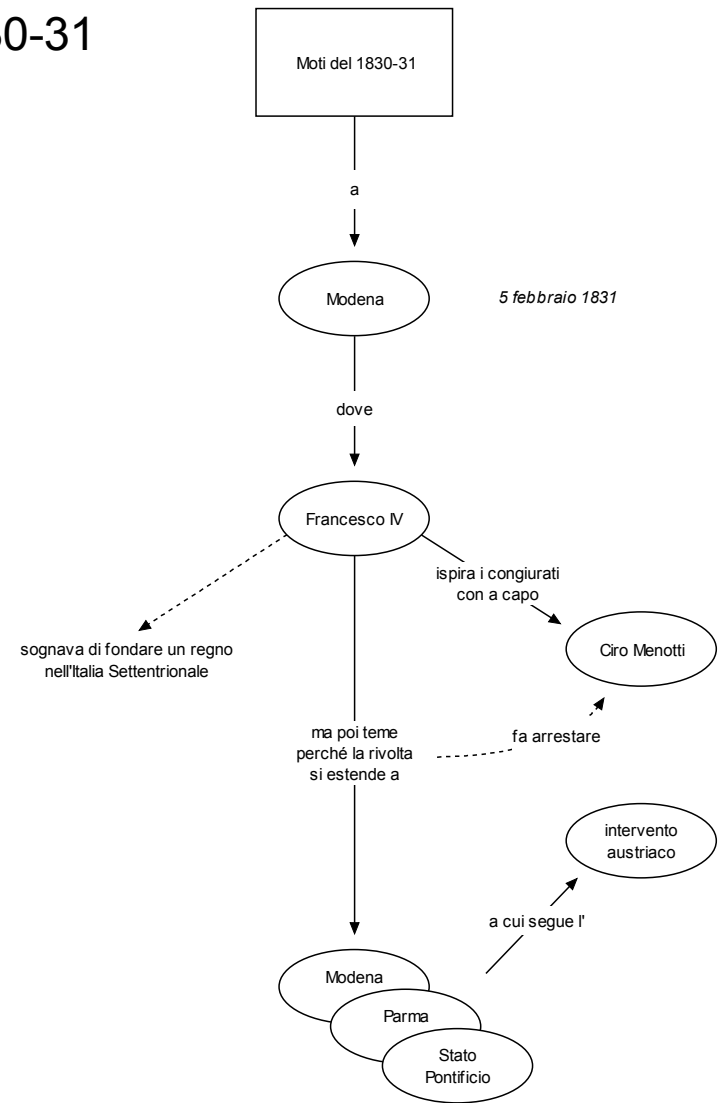 0-31
Moti del 1830-31
a
Modena
5 febbraio 1831
dove
Francesco IV
ispira i congiurati
con a capo
sognava di fondare un regno
nell'Italia Settentrionale
Ciro Menotti
ma poi teme
perché la rivolta
si estende a
fa arrestare
intervento
austriaco
a cui segue l'
Modena
Parma
Stato
Pontificio